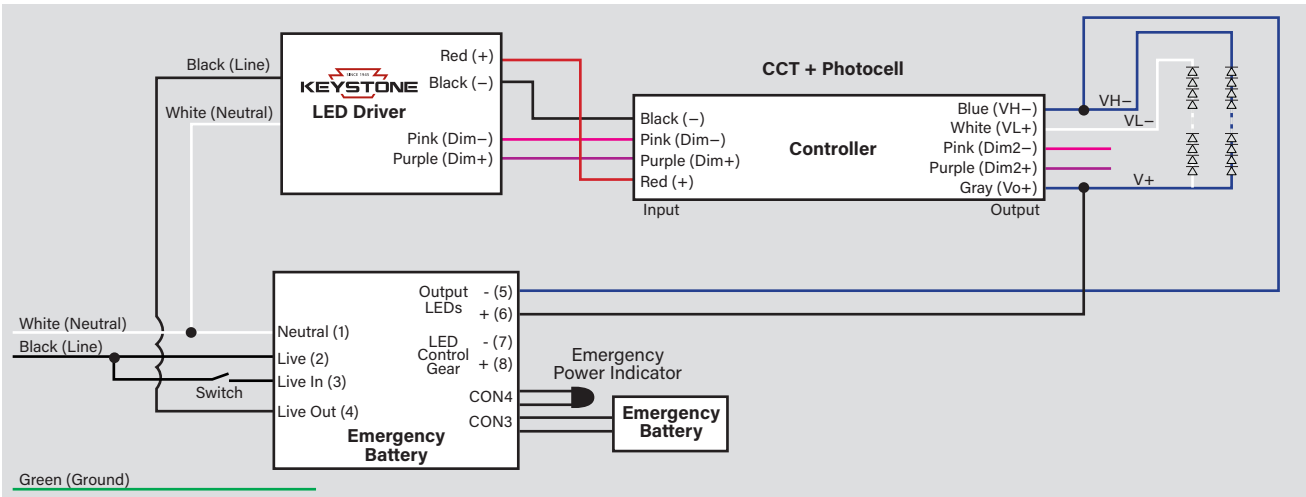 Black (Line)
White (Neutral)
SINCE 1945
KEYSTONE
LED Driver
Red (+)
Black (–)
Pink (Dim–)
Purple (Dim+)
CCT + Photocell
Black (–)
Pink (Dim–)
Purple (Dim+)
Red (+)
Controller
Blue (VH–)
White (VL+)
Pink (Dim2–)
Purple (Dim2+)
Gray (Vo+)
Input
Output
VH–
VL–
V+
White (Neutral)
Black (Line)
Switch
Neutral (1)
Live (2)
Live In (3)
Live Out (4)
Output
LEDs
- (5)
+ (6)
LED
Control
Gear
- (7)
+ (8)
CON4
CON3
Emergency
Battery
Emergency
Power Indicator
Emergency
Battery
Green (Ground)